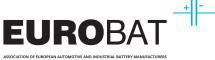 EUROBAT
ASSOCIATION OF EUROPEAN AUTOMOTIVE AND INDUSTRIAL BATTERY MANUFACTURERS